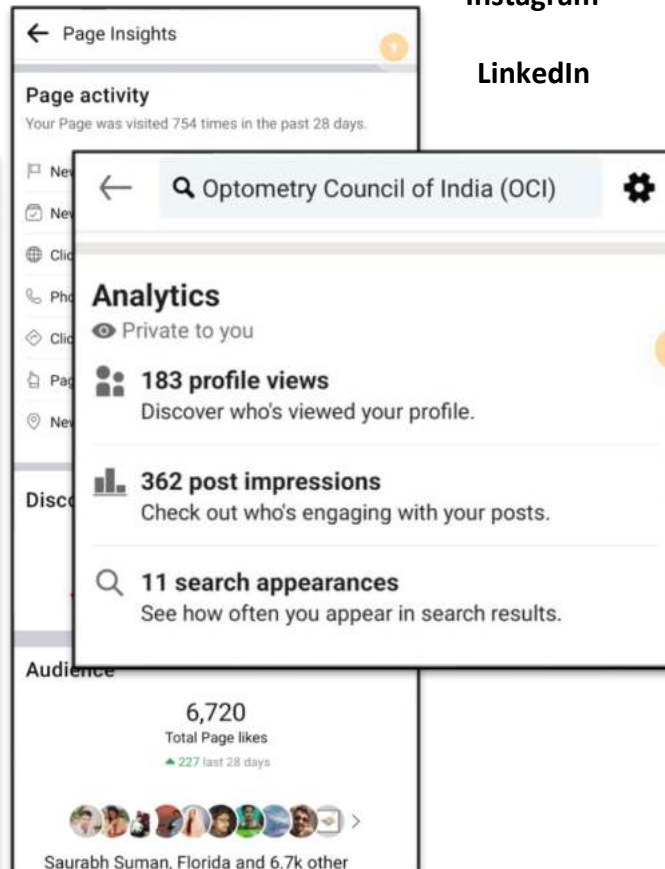 Instagram
LinkedIn
Page Insights
Page activity
Your Page was visited 754 times in the past 28 days.
Optometry Council of India (OCI)
Analytics
Private to you
183 profile views
Discover who's viewed your profile.
362 post impressions
Check out who's engaging with your posts.
11 search appearances
See how often you appear in search results.
Audience
6,720
Total Page likes
227 last 28 days
Saurabh Suman, Florida and 6.7k other